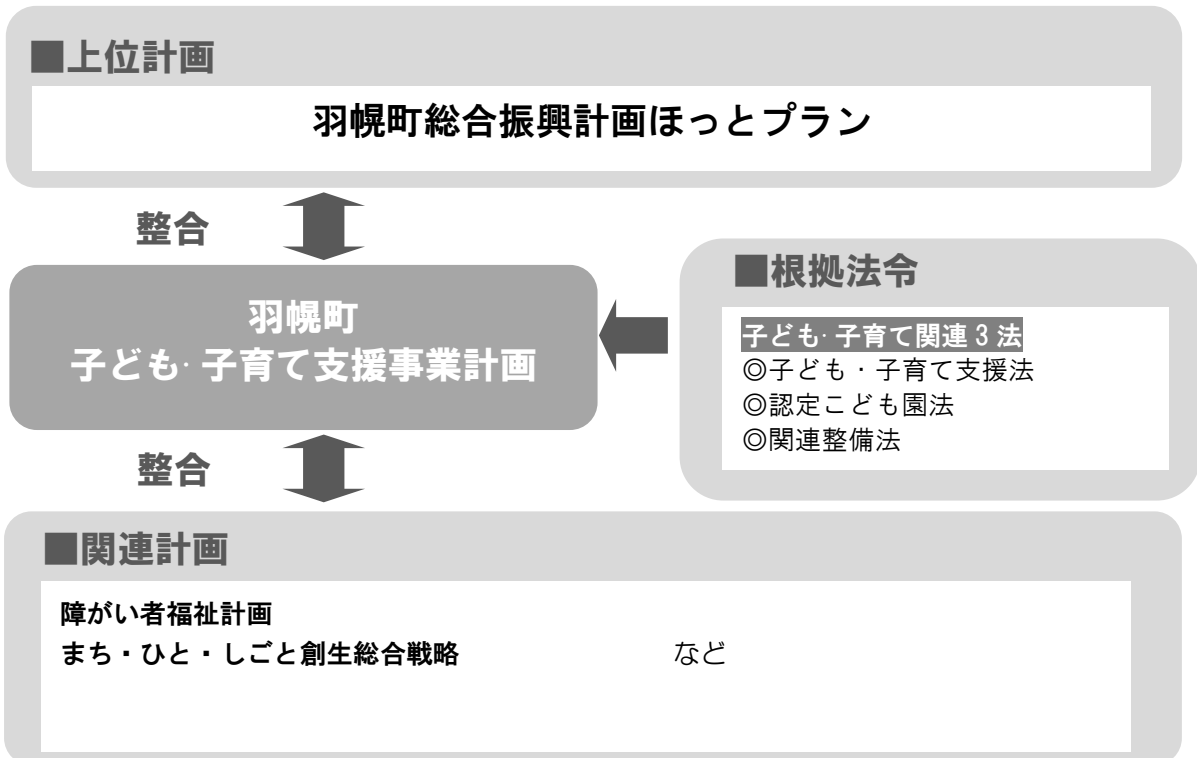 ■上位計画
羽幌町総合振興計画ほっとプラン
整合
羽幌町
子ども·子育て支援事業計画
■根拠法令
子ども·子育て関連3法
◎子ども・子育て支援法
◎認定こども園法
◎関連整備法
整合
■関連計画
障がい者福祉計画
まち・ひと・しごと創生総合戦略 など